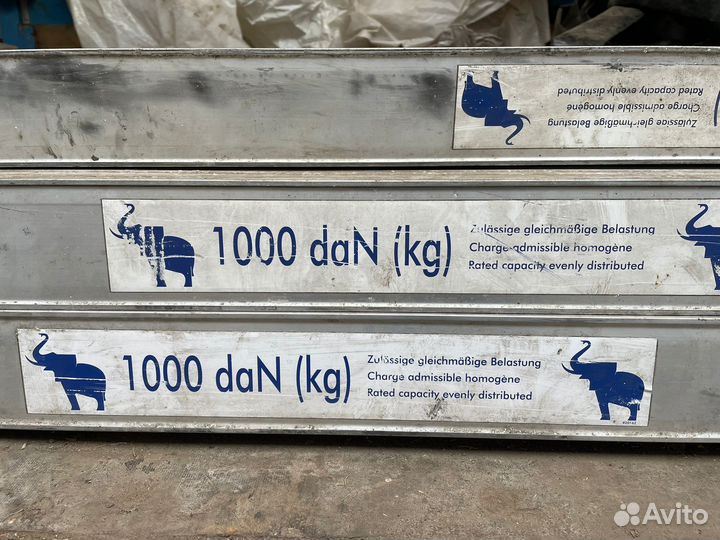 Zulässige gleichmäßige Belastung
Charge admissible homogène
Rated capacity evenly distributed
1000 daN (kg)
Zulässige gleichmäßige Belastung
Charge admissible homogène
Rated capacity evenly distributed
1000 daN (kg)
Zulässige gleichmäßige Belastung
Charge admissible homogène
Rated capacity evenly distributed
Avito